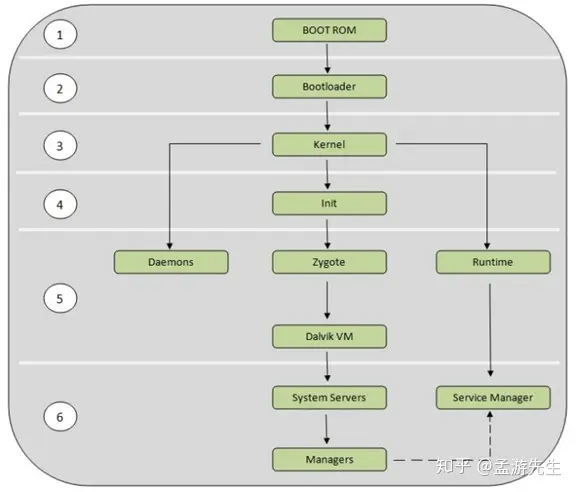 1
BOOT ROM
2
Bootloader
3
Kernel
4
Init
5
Daemons
Zygote
Runtime
Dalvik VM
6
System Servers
Service Manager
Managers
知乎 @孟游先生